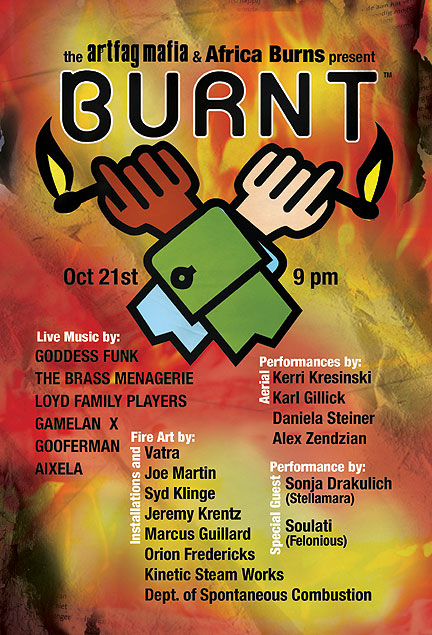 the artfag mafia & Africa Burns present
BURNT™
Oct 21st
9 pm
Live Music by:
GODDESS FUNK
THE BRASS MENAGERIE
LOYD FAMILY PLAYERS
GAMELAN X
GOOFERMAN
AIXELA
Installations and
Fire Art by:
Vatra
Joe Martin
Syd Klinge
Jeremy Krentz
Marcus Guillard
Orion Fredericks
Kinetic Steam Works
Dept. of Spontaneous Combustion
Aerial
Performances by:
Kerri Kresinski
Karl Gillick
Daniela Steiner
Alex Zendzian
Special Guest
Performance by:
Sonja Drakulich
(Stellamara)
Soulati
(Felonious)